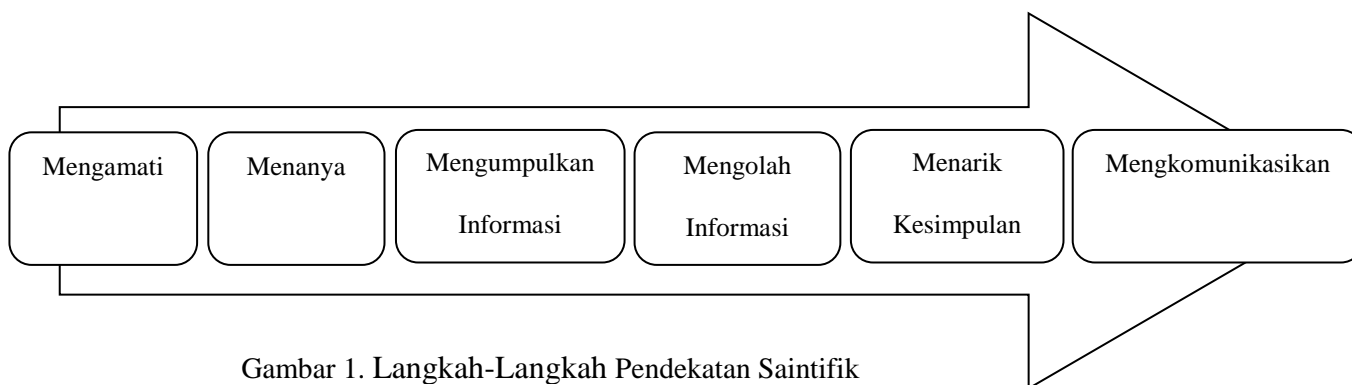 Mengamati
Menanya
Mengumpulkan
Informasi
Mengolah
Informasi
Menarik
Kesimpulan
Mengkomunikasikan
Gambar 1. Langkah-Langkah Pendekatan Saintifik